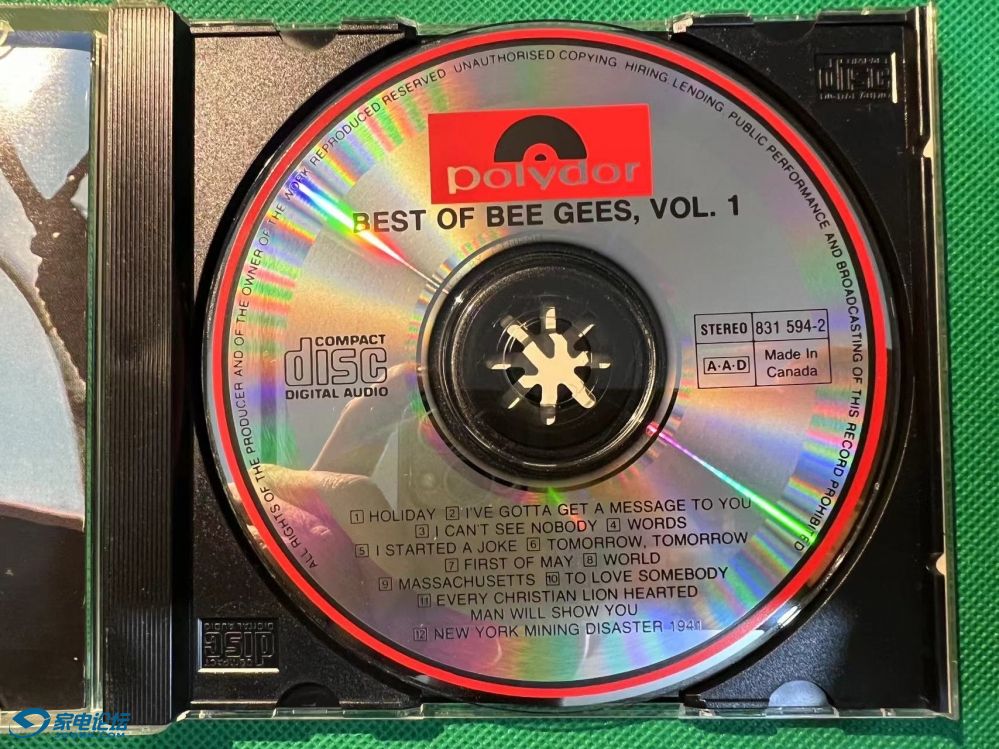 ALL RIGHTS OF THE PRODUCER AND OF THE OWNER OF THE WORK REPRODUCED RESERVED UNAUTHORISED COPYING HIRING LENDING PUBLIC PERFORMANCE AND BROADCASTING OF THIS RECORD PROHIBITED
polydor
BEST OF BEE GEES, VOL. 1
COMPACT
disc
DIGITAL AUDIO
STEREO 831 594-2
A·A·D Made In
Canada
1 HOLIDAY 2 I'VE GOTTA GET A MESSAGE TO YOU
3 I CAN'T SEE NOBODY 4 WORDS
5 I STARTED A JOKE 6 TOMORROW, TOMORROW
7 FIRST OF MAY 8 WORLD
9 MASSACHUSETTS 10 TO LOVE SOMEBODY
11 EVERY CHRISTIAN LION HEARTED
MAN WILL SHOW YOU
12 NEW YORK MINING DISASTER 1941
COMPACT
disc
DIGITAL AUDIO
COMPACT
disc
DIGITAL AUDIO
家电论坛